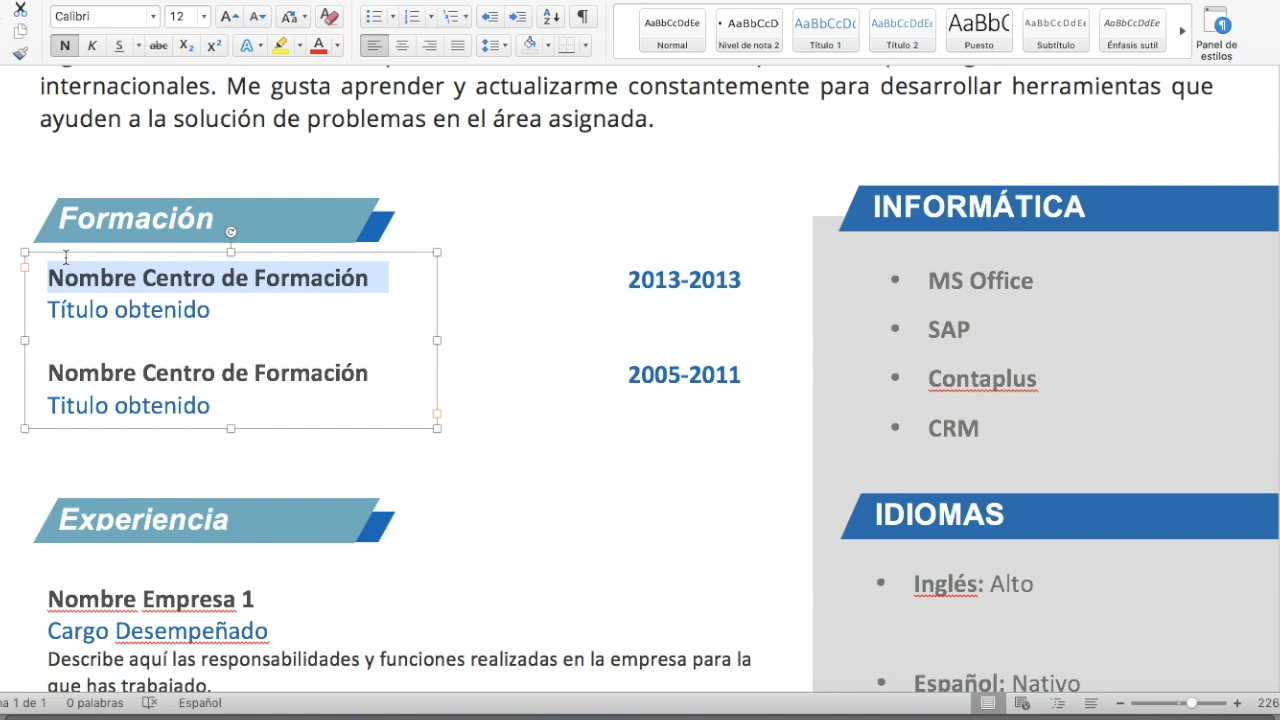 Calibri
12
N K S abc X2 X2 A A
AaBbCcDdEe
AaBbCcD
AaBbCcDc
AaBbCcDdEe
AaBbC
AaBbCcDdEe
AaBbCcDdEe
Normal
Nivel de nota 2
Título 1
Título 2
Puesto
Subtítulo
Énfasis sutil
Panel de
estilos
internacionales. Me gusta aprender y actualizarme constantemente para desarrollar herramientas que
ayuden a la solución de problemas en el área asignada.
Formación
Nombre Centro de Formación 2013-2013
Título obtenido
Nombre Centro de Formación 2005-2011
Titulo obtenido
Experiencia
Nombre Empresa 1
Cargo Desempeñado
Describe aquí las responsabilidades y funciones realizadas en la empresa para la
que has trabajado.
INFORMÁTICA
• MS Office
• SAP
• Contaplus
• CRM
IDIOMAS
• Inglés: Alto
• Español: Nativo
1 de 1 0 palabras Español 226